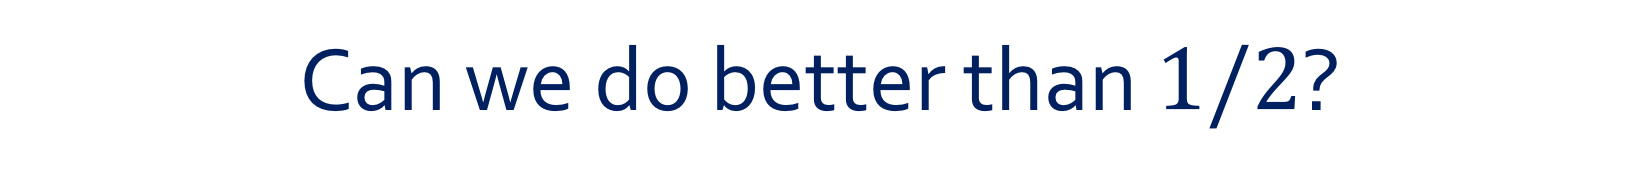 Can we do better than 1/2?